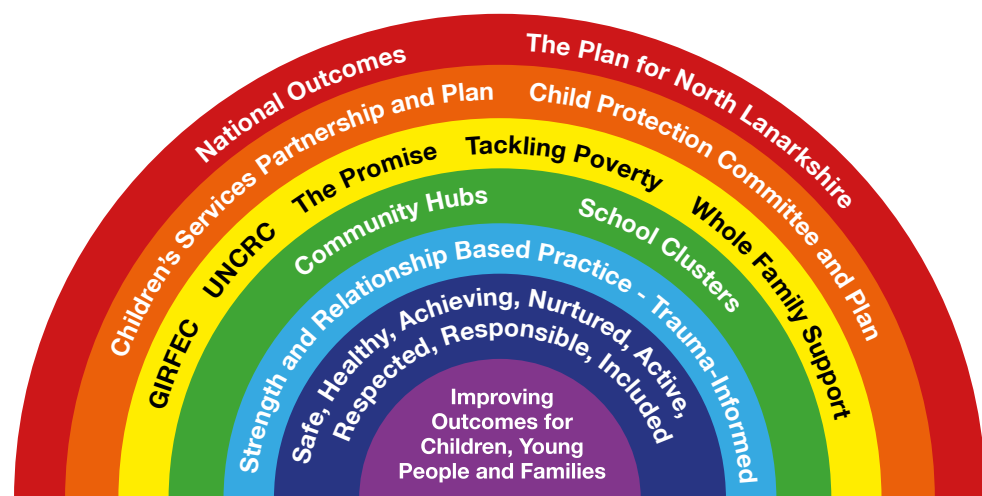 National Outcomes
The Plan for North Lanarkshire
Children's Services Partnership and Plan
Child Protection Committee and Plan
GIRFEC
UNCRC
The Promise
Tackling Poverty
Whole Family Support
Community Hubs
School Clusters
Strength and Relationship Based Practice - Trauma-Informed
Safe, Healthy, Achieving, Nurtured, Active,
Respected, Responsible, Included
Improving
Outcomes for
Children, Young
People and Families